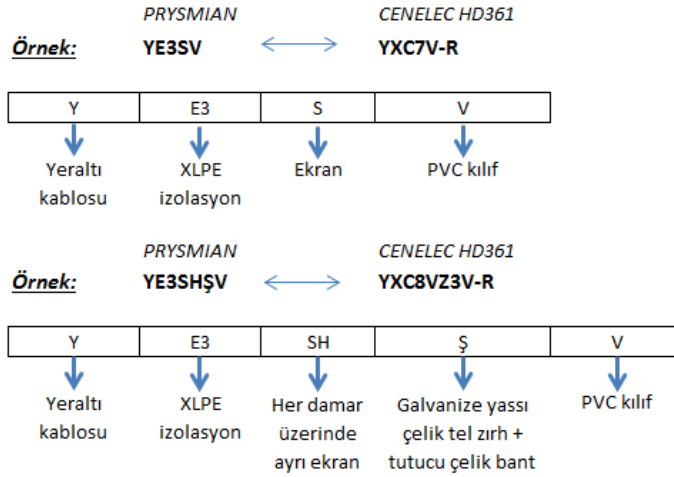 PRYSMIAN CENELEC HD361
Örnek: YE3SV YXC7V-R
Y E3 S V
Yeraltı XLPE Ekran PVC kılıf
kablosu izolasyon
PRYSMIAN CENELEC HD361
Örnek: YE3SHŞV YXC8VZ3V-R
Y E3 SH Ş V
Yeraltı XLPE Her damar Galvanize yassı PVC kılıf
kablosu izolasyon üzerinde çelik tel zırh +
ayrı ekran tutucu çelik bant